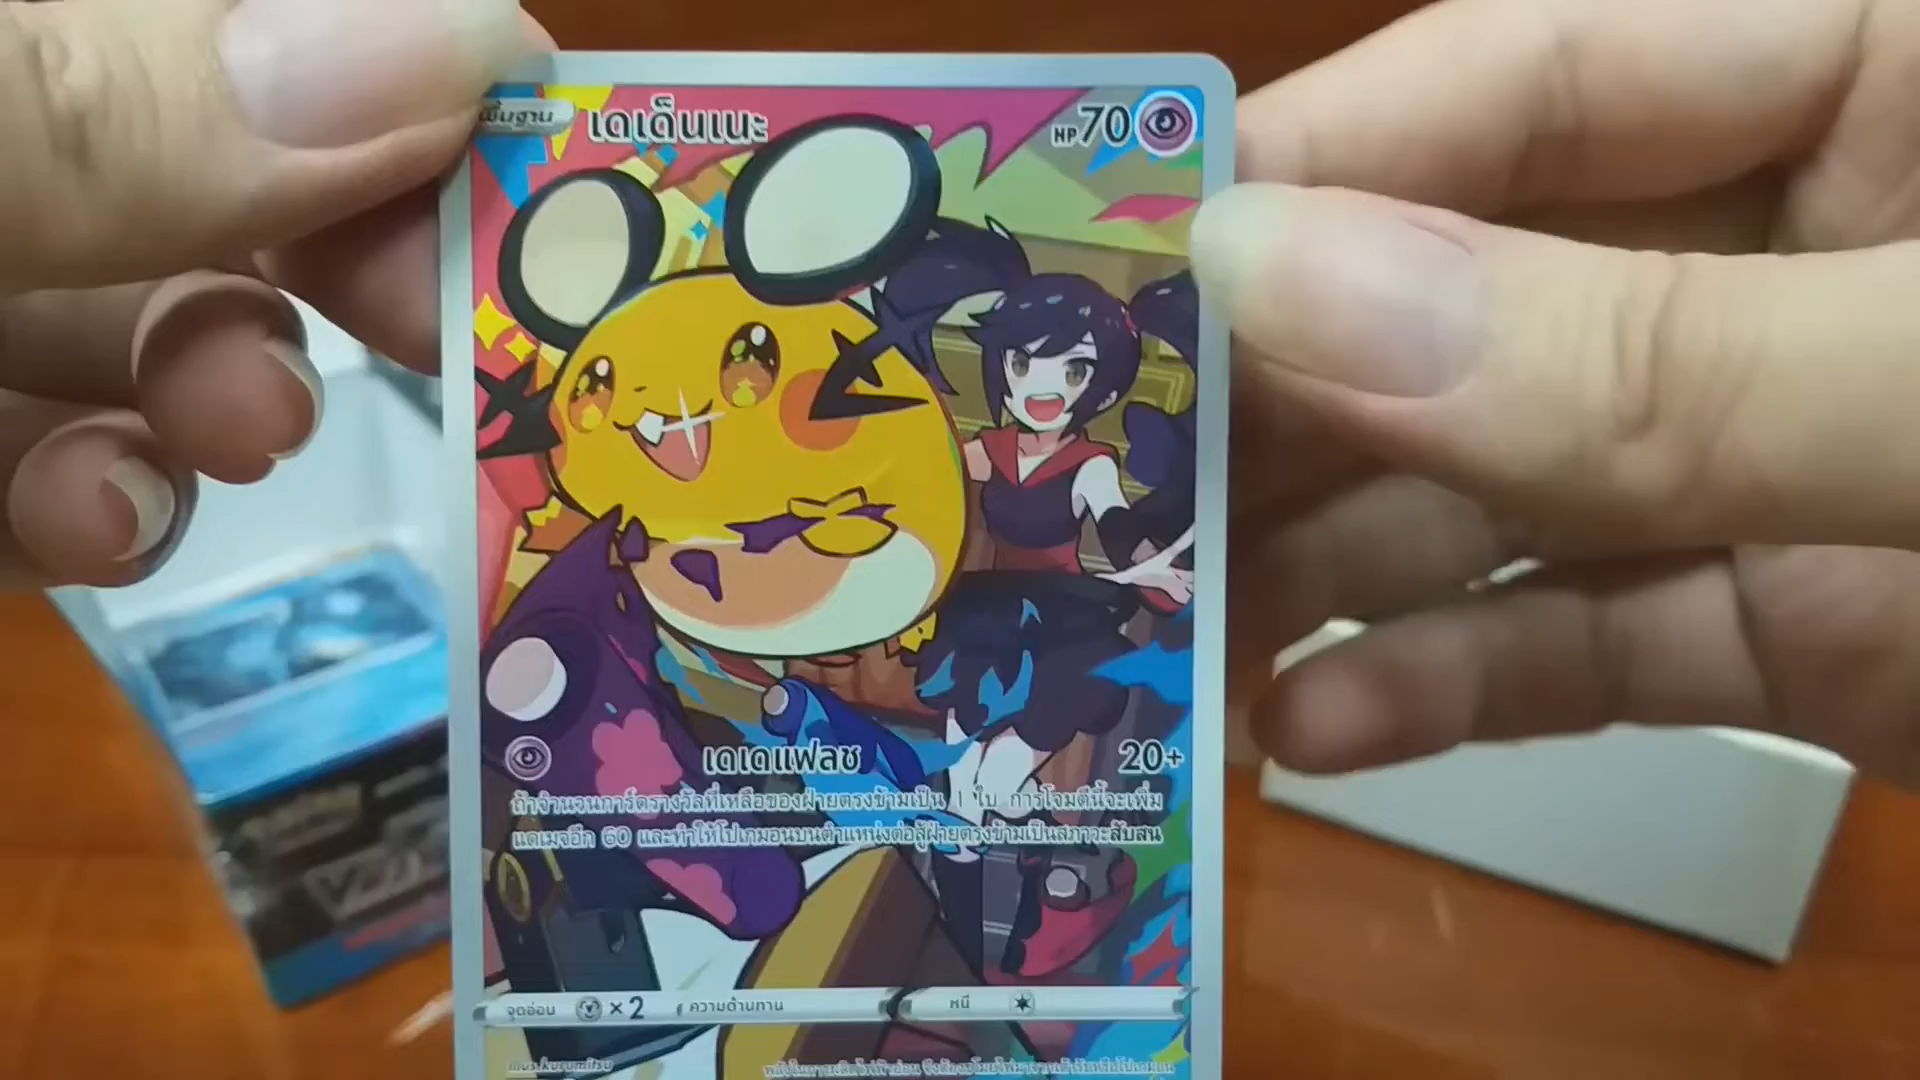 พื้นฐาน เดเด็นเนะ HP70
เดเดแฟลช 20+
ถ้าจำนวนการ์ดรางวัลที่เหลือของฝ่ายตรงข้ามเป็น 1 ใบ การโจมตีนี้จะเพิ่ม
แดเมจอีก 60 และทำให้โปเกมอนบนตำแหน่งต่อสู้ฝ่ายตรงข้ามเป็นสภาวะสับสน
จุดอ่อน ×2 ความต้านทาน หนี
illus.kurumitsu